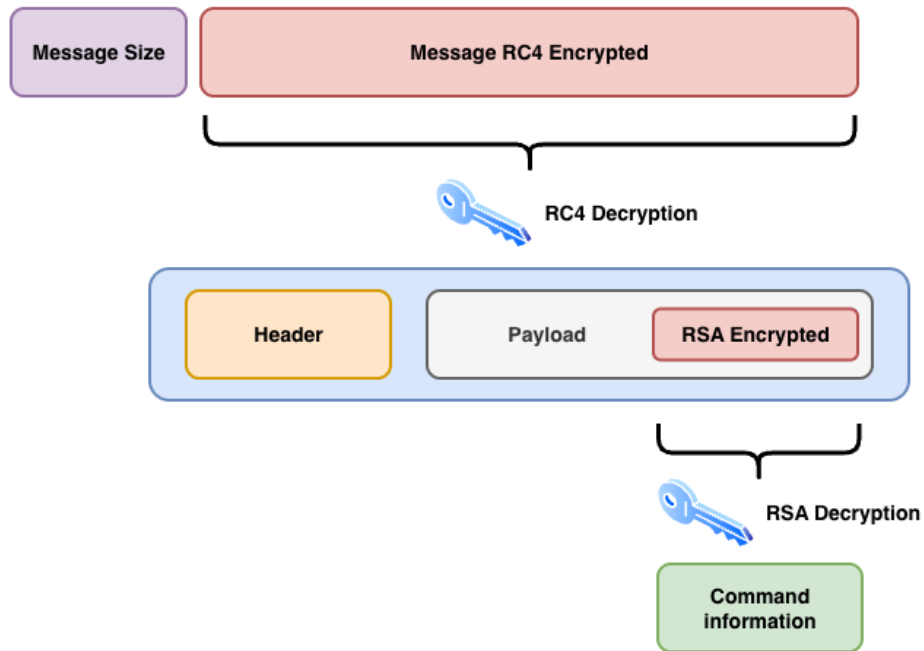 Message Size
Message RC4 Encrypted
RC4 Decryption
Header
Payload
RSA Encrypted
RSA Decryption
Command
information